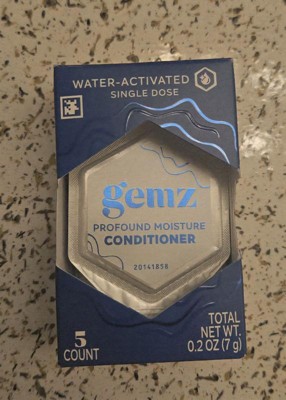 WATER-ACTIVATED
SINGLE DOSE
gemz
PROFOUND MOISTURE
CONDITIONER
20141858
5
COUNT
TOTAL
NET WT.
0.2 OZ (7 g)